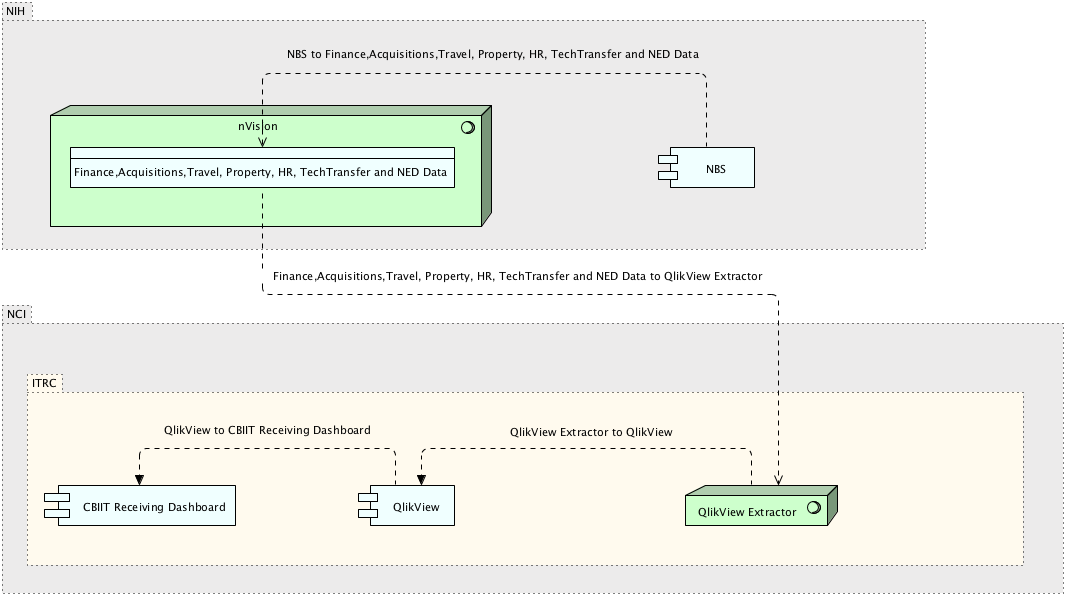 NIH
NBS to Finance,Acquisitions,Travel, Property, HR, TechTransfer and NED Data
nVision
Finance,Acquisitions,Travel, Property, HR, TechTransfer and NED Data
NBS
Finance,Acquisitions,Travel, Property, HR, TechTransfer and NED Data to QlikView Extractor
NCI
ITRC
QlikView to CBIIT Receiving Dashboard
QlikView Extractor to QlikView
CBIIT Receiving Dashboard
QlikView
QlikView Extractor